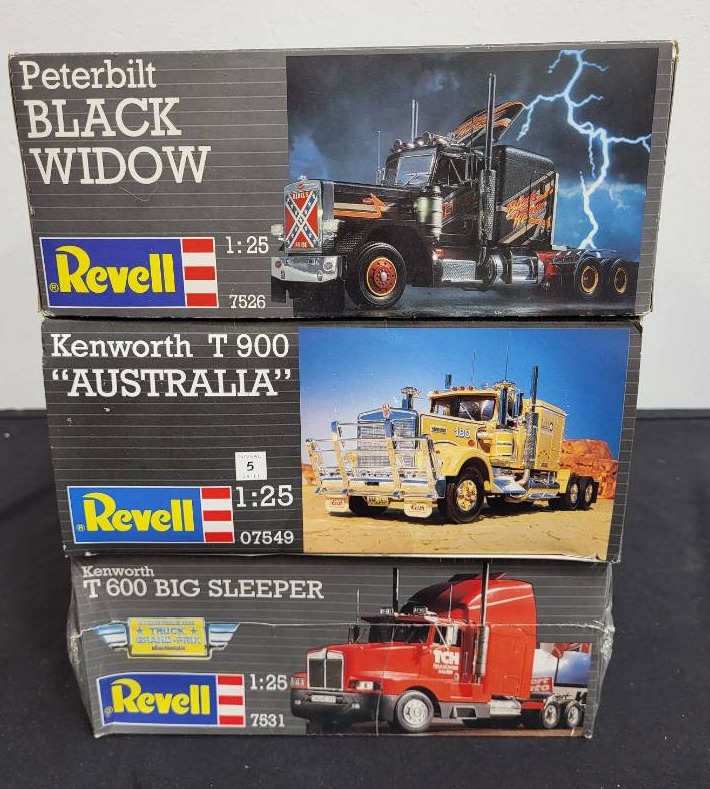 Peterbilt
BLACK
WIDOW
1:25
® Revell
7526
Kenworth T 900
"AUSTRALIA"
5
1:25
® Revell
07549
180
Kenworth
T 600 BIG SLEEPER
TRUCK
GRAND-PRIX
1:25
® Revell
7531
TCH